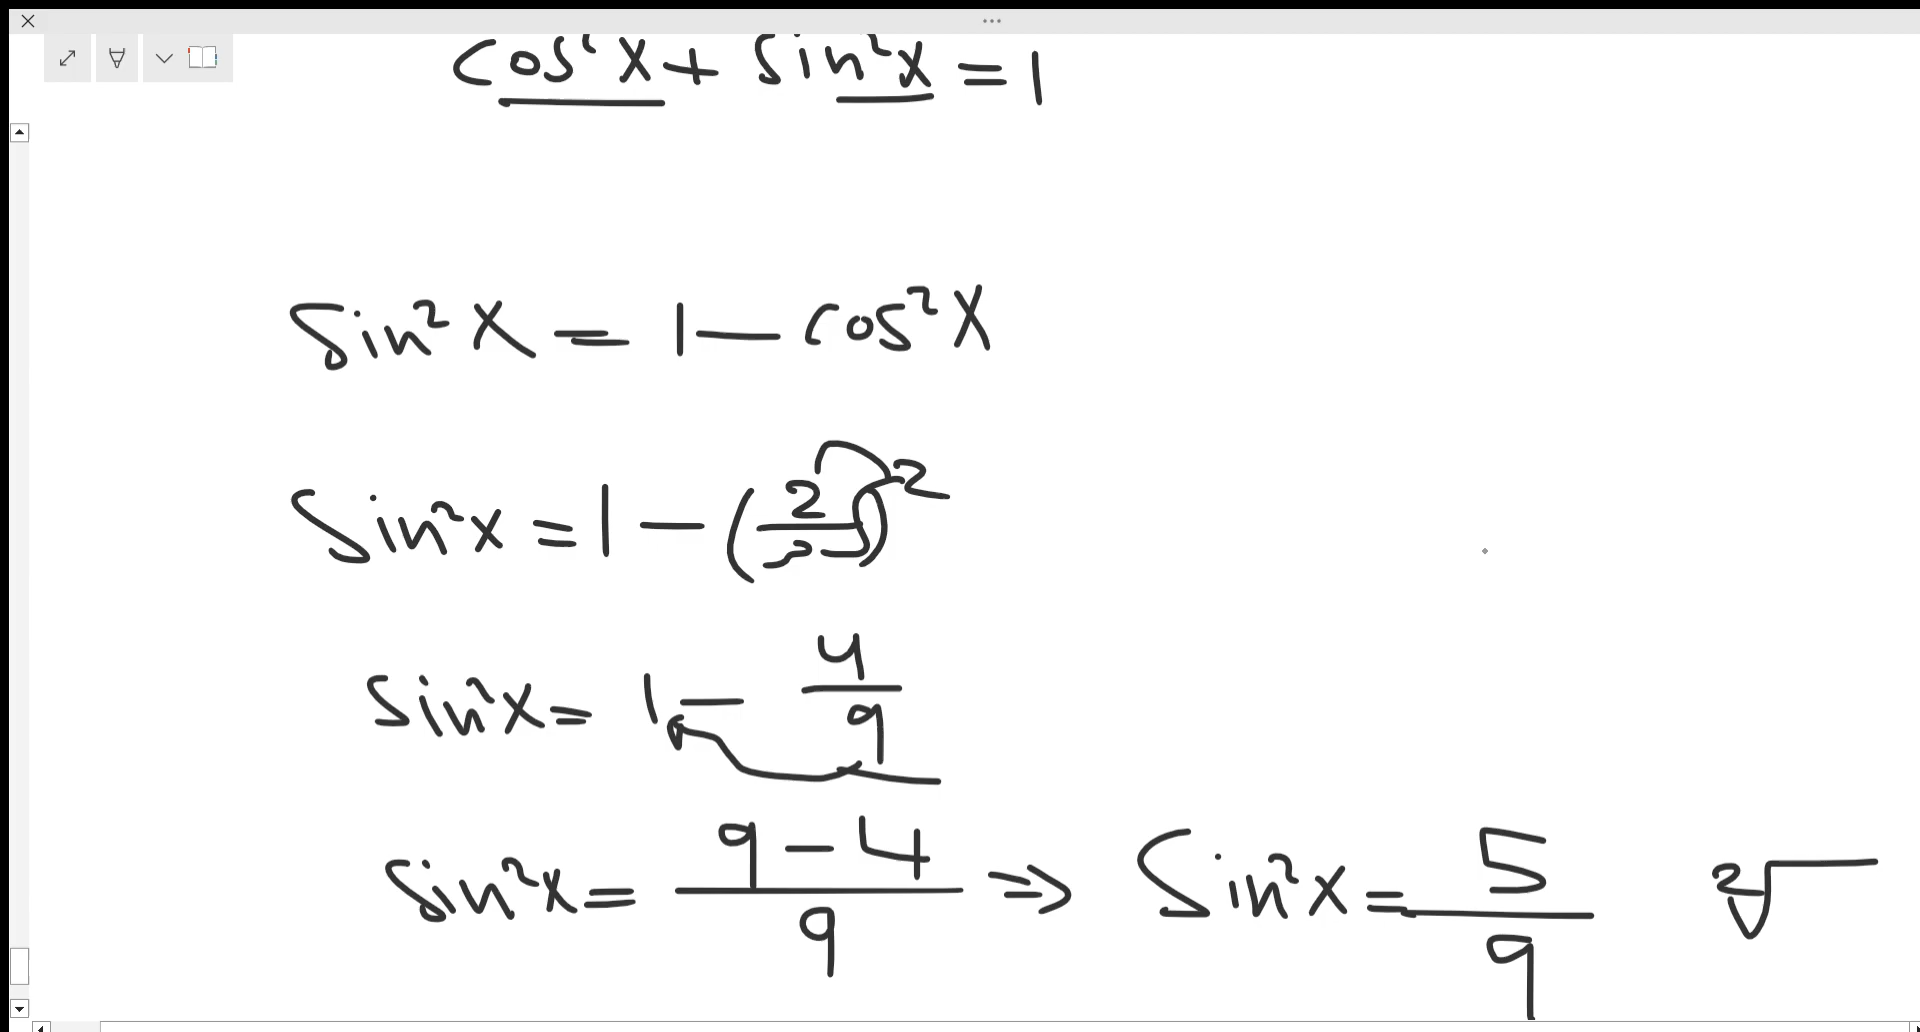 cos²x + sin²x = 1
sin²x = 1 - cos²x
sin²x = 1 - (2/3)²
sin²x = 1 - 4/9
sin²x = 9-4/9 ⇒ sin²x = 5/9 ²√